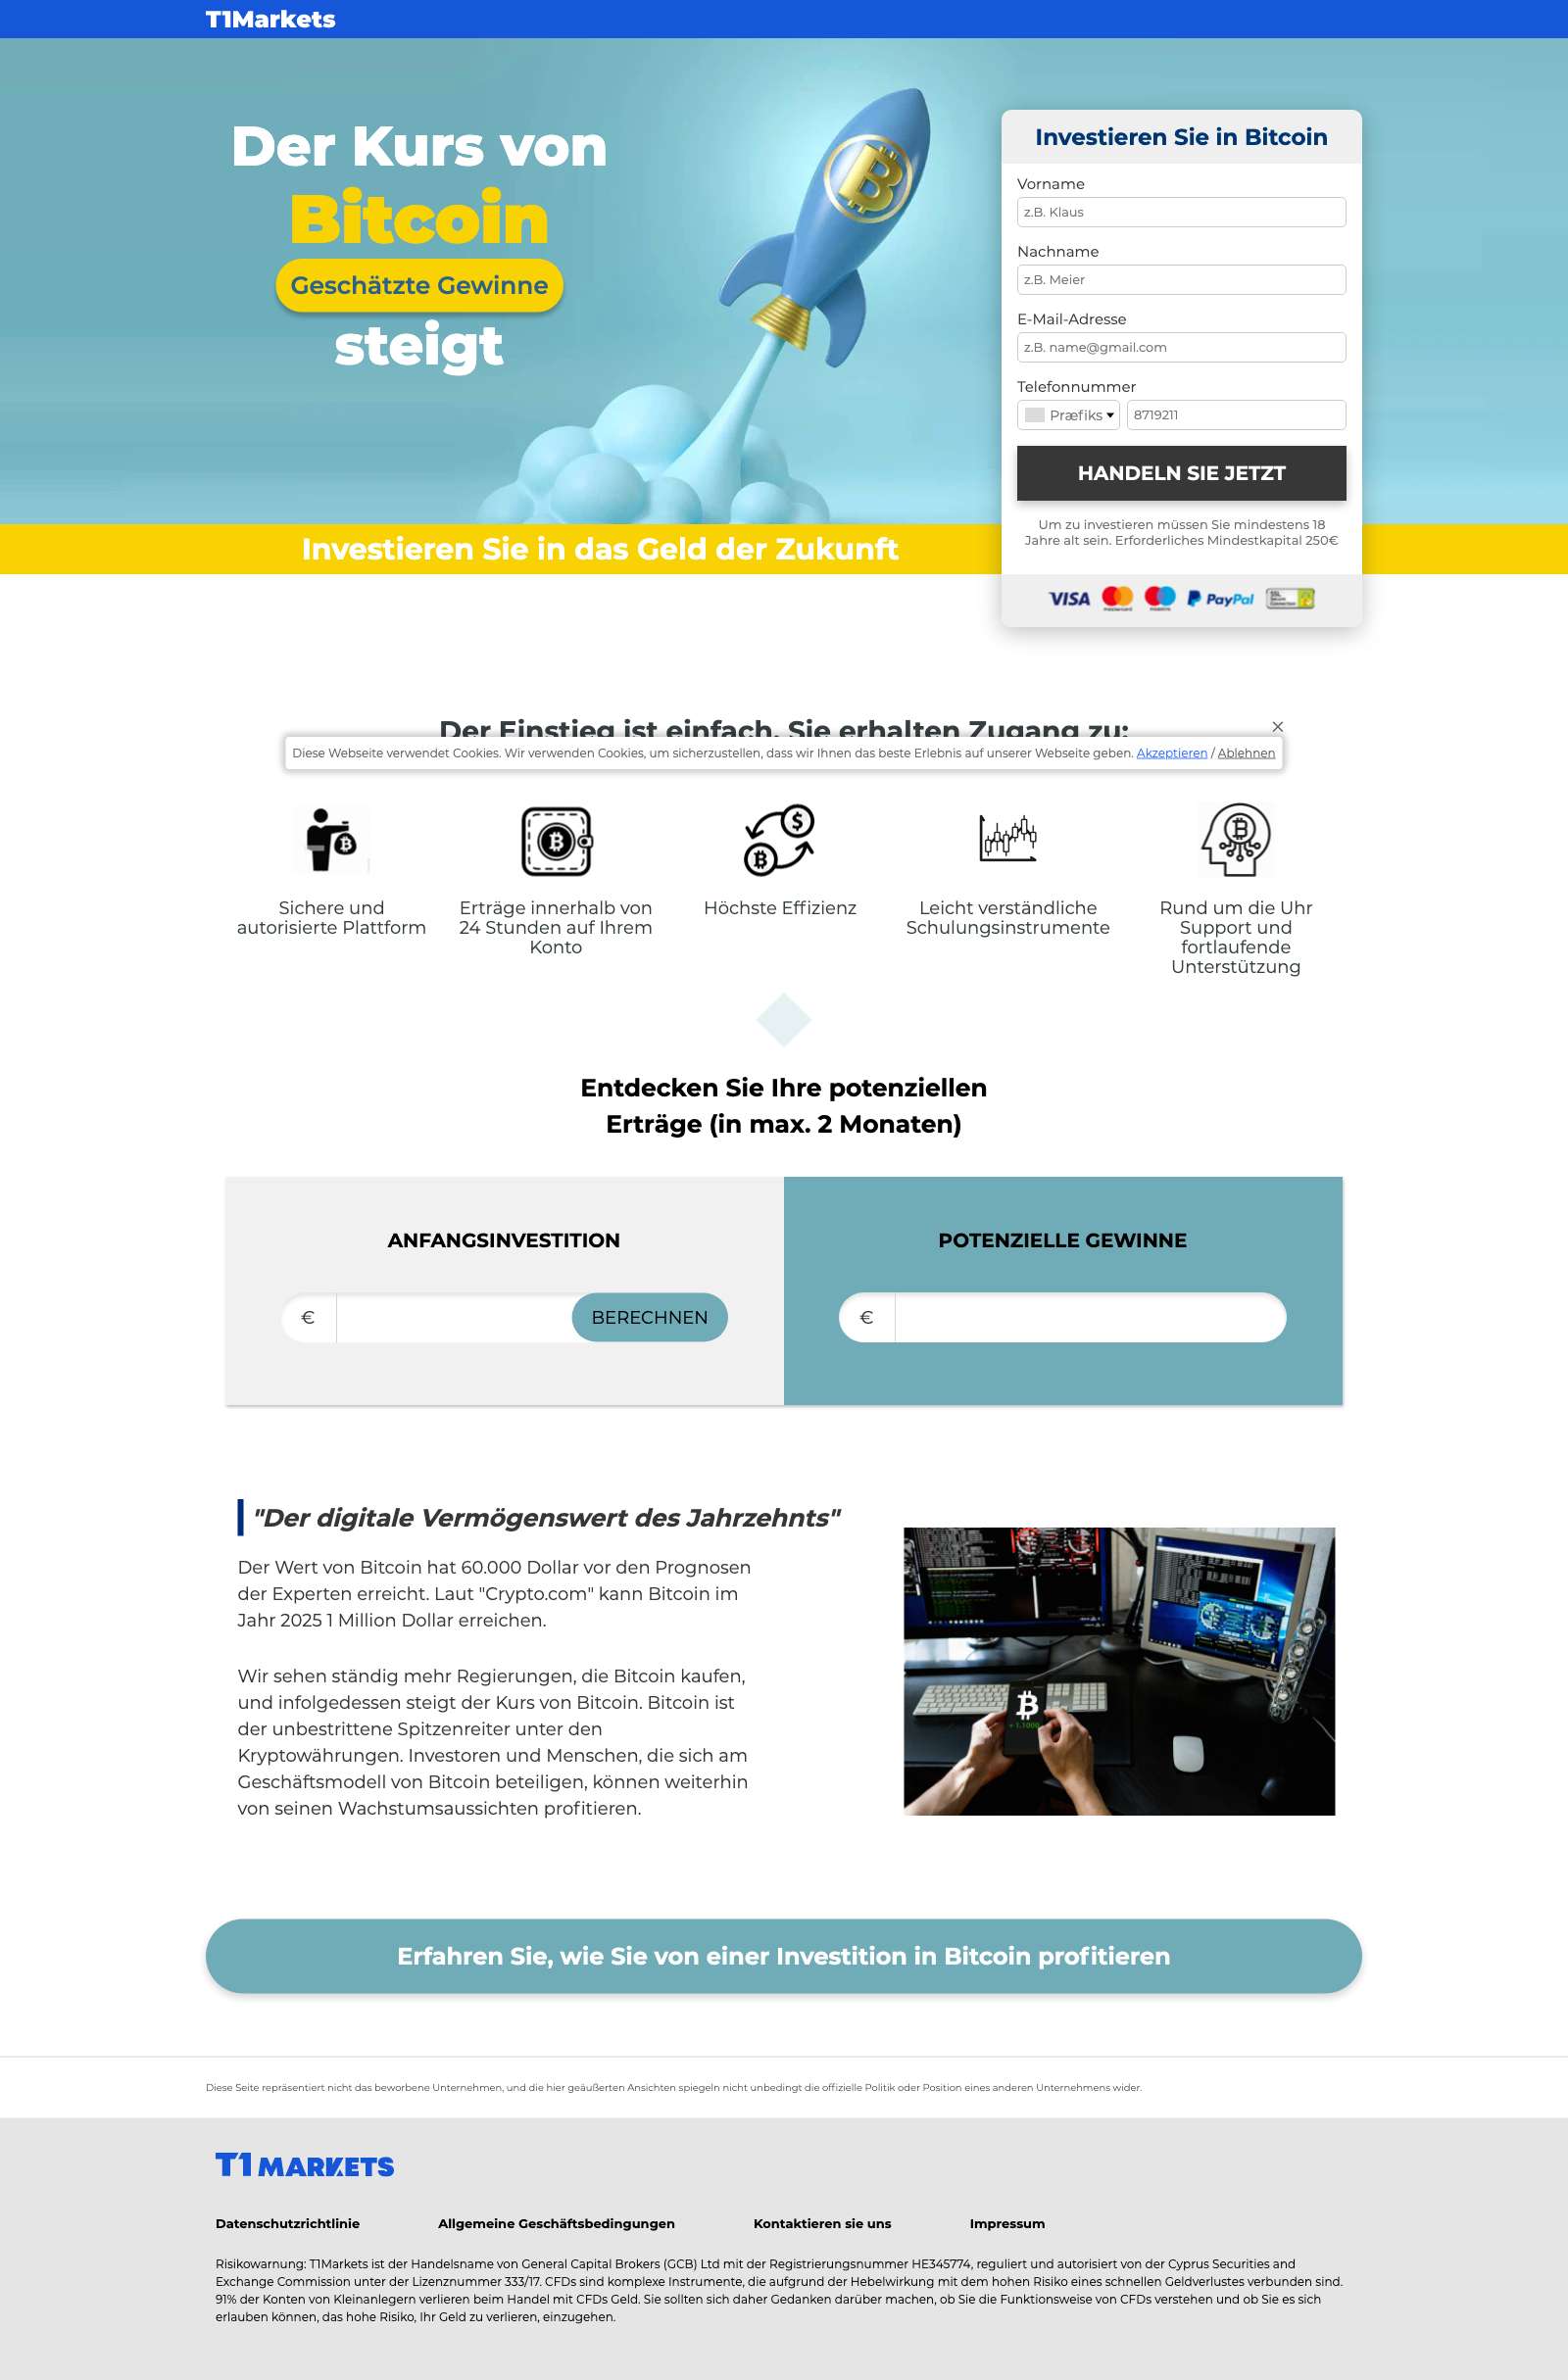 T1Markets
Der Kurs von
Bitcoin
Geschätzte Gewinne
steigt
Investieren Sie in das Geld der Zukunft
Investieren Sie in Bitcoin
Vorname
z.B. Klaus
Nachname
z.B. Meier
E-Mail-Adresse
z.B. name@gmail.com
Telefonnummer
Præfiks
8719211
HANDELN SIE JETZT
Um zu investieren müssen Sie mindestens 18
Jahre alt sein. Erforderliches Mindestkapital 250€
VISA mastercard maestro PayPal SSL
Der Einstieg ist einfach. Sie erhalten Zugang zu:
Diese Webseite verwendet Cookies. Wir verwenden Cookies, um sicherzustellen, dass wir Ihnen das beste Erlebnis auf unserer Webseite geben. Akzeptieren / Ablehnen
Sichere und
autorisierte Plattform
Erträge innerhalb von
24 Stunden auf Ihrem
Konto
Höchste Effizienz
Leicht verständliche
Schulungsinstrumente
Rund um die Uhr
Support und
fortlaufende
Unterstützung
Entdecken Sie Ihre potenziellen
Erträge (in max. 2 Monaten)
ANFANGSINVESTITION
€
BERECHNEN
POTENZIELLE GEWINNE
€
"Der digitale Vermögenswert des Jahrzehnts"
Der Wert von Bitcoin hat 60.000 Dollar vor den Prognosen
der Experten erreicht. Laut "Crypto.com" kann Bitcoin im
Jahr 2025 1 Million Dollar erreichen.
Wir sehen ständig mehr Regierungen, die Bitcoin kaufen,
und infolgedessen steigt der Kurs von Bitcoin. Bitcoin ist
der unbestrittene Spitzenreiter unter den
Kryptowährungen. Investoren und Menschen, die sich am
Geschäftsmodell von Bitcoin beteiligen, können weiterhin
von seinen Wachstumsaussichten profitieren.
+ 1.1000
Erfahren Sie, wie Sie von einer Investition in Bitcoin profitieren
Diese Seite repräsentiert nicht das beworbene Unternehmen, und die hier geäußerten Ansichten spiegeln nicht unbedingt die offizielle Politik oder Position eines anderen Unternehmens wider.
T1 MARKETS
Datenschutzrichtlinie
Allgemeine Geschäftsbedingungen
Kontaktieren sie uns
Impressum
Risikowarnung: T1Markets ist der Handelsname von General Capital Brokers (GCB) Ltd mit der Registrierungsnummer HE345774, reguliert und autorisiert von der Cyprus Securities and
Exchange Commission unter der Lizenznummer 333/17. CFDs sind komplexe Instrumente, die aufgrund der Hebelwirkung mit dem hohen Risiko eines schnellen Geldverlustes verbunden sind.
91% der Konten von Kleinanlegern verlieren beim Handel mit CFDs Geld. Sie sollten sich daher Gedanken darüber machen, ob Sie die Funktionsweise von CFDs verstehen und ob Sie es sich
erlauben können, das hohe Risiko, Ihr Geld zu verlieren, einzugehen.